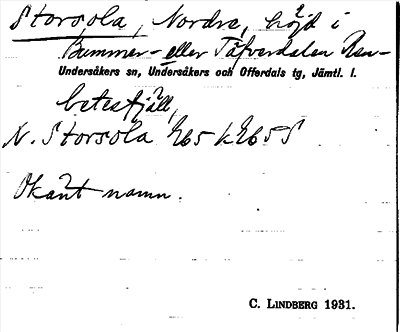 Storsola, Nordre, höjd i
Bummer- eller Täfverdalen Ren-
Undersåkers sn, Undersåkers och Offerdals tg, Jämtl. l.
betesfjäll,
N. Storsola
Okänt namn.
C. LINDBERG 1931.